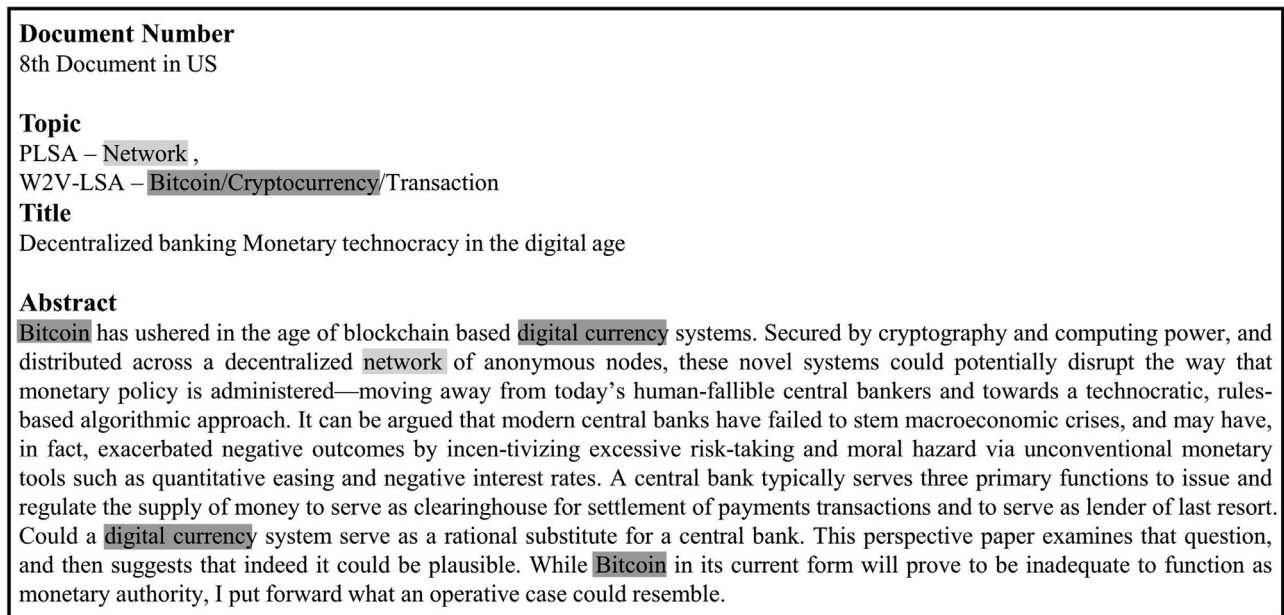 Document Number
8th Document in US
Topic
PLSA – Network ,
W2V-LSA – Bitcoin/Cryptocurrency/Transaction
Title
Decentralized banking Monetary technocracy in the digital age
Abstract
Bitcoin has ushered in the age of blockchain based digital currency systems. Secured by cryptography and computing power, and
distributed across a decentralized network of anonymous nodes, these novel systems could potentially disrupt the way that
monetary policy is administered—moving away from today’s human-fallible central bankers and towards a technocratic, rules-
based algorithmic approach. It can be argued that modern central banks have failed to stem macroeconomic crises, and may have,
in fact, exacerbated negative outcomes by incen-tivizing excessive risk-taking and moral hazard via unconventional monetary
tools such as quantitative easing and negative interest rates. A central bank typically serves three primary functions to issue and
regulate the supply of money to serve as clearinghouse for settlement of payments transactions and to serve as lender of last resort.
Could a digital currency system serve as a rational substitute for a central bank. This perspective paper examines that question,
and then suggests that indeed it could be plausible. While Bitcoin in its current form will prove to be inadequate to function as
monetary authority, I put forward what an operative case could resemble.